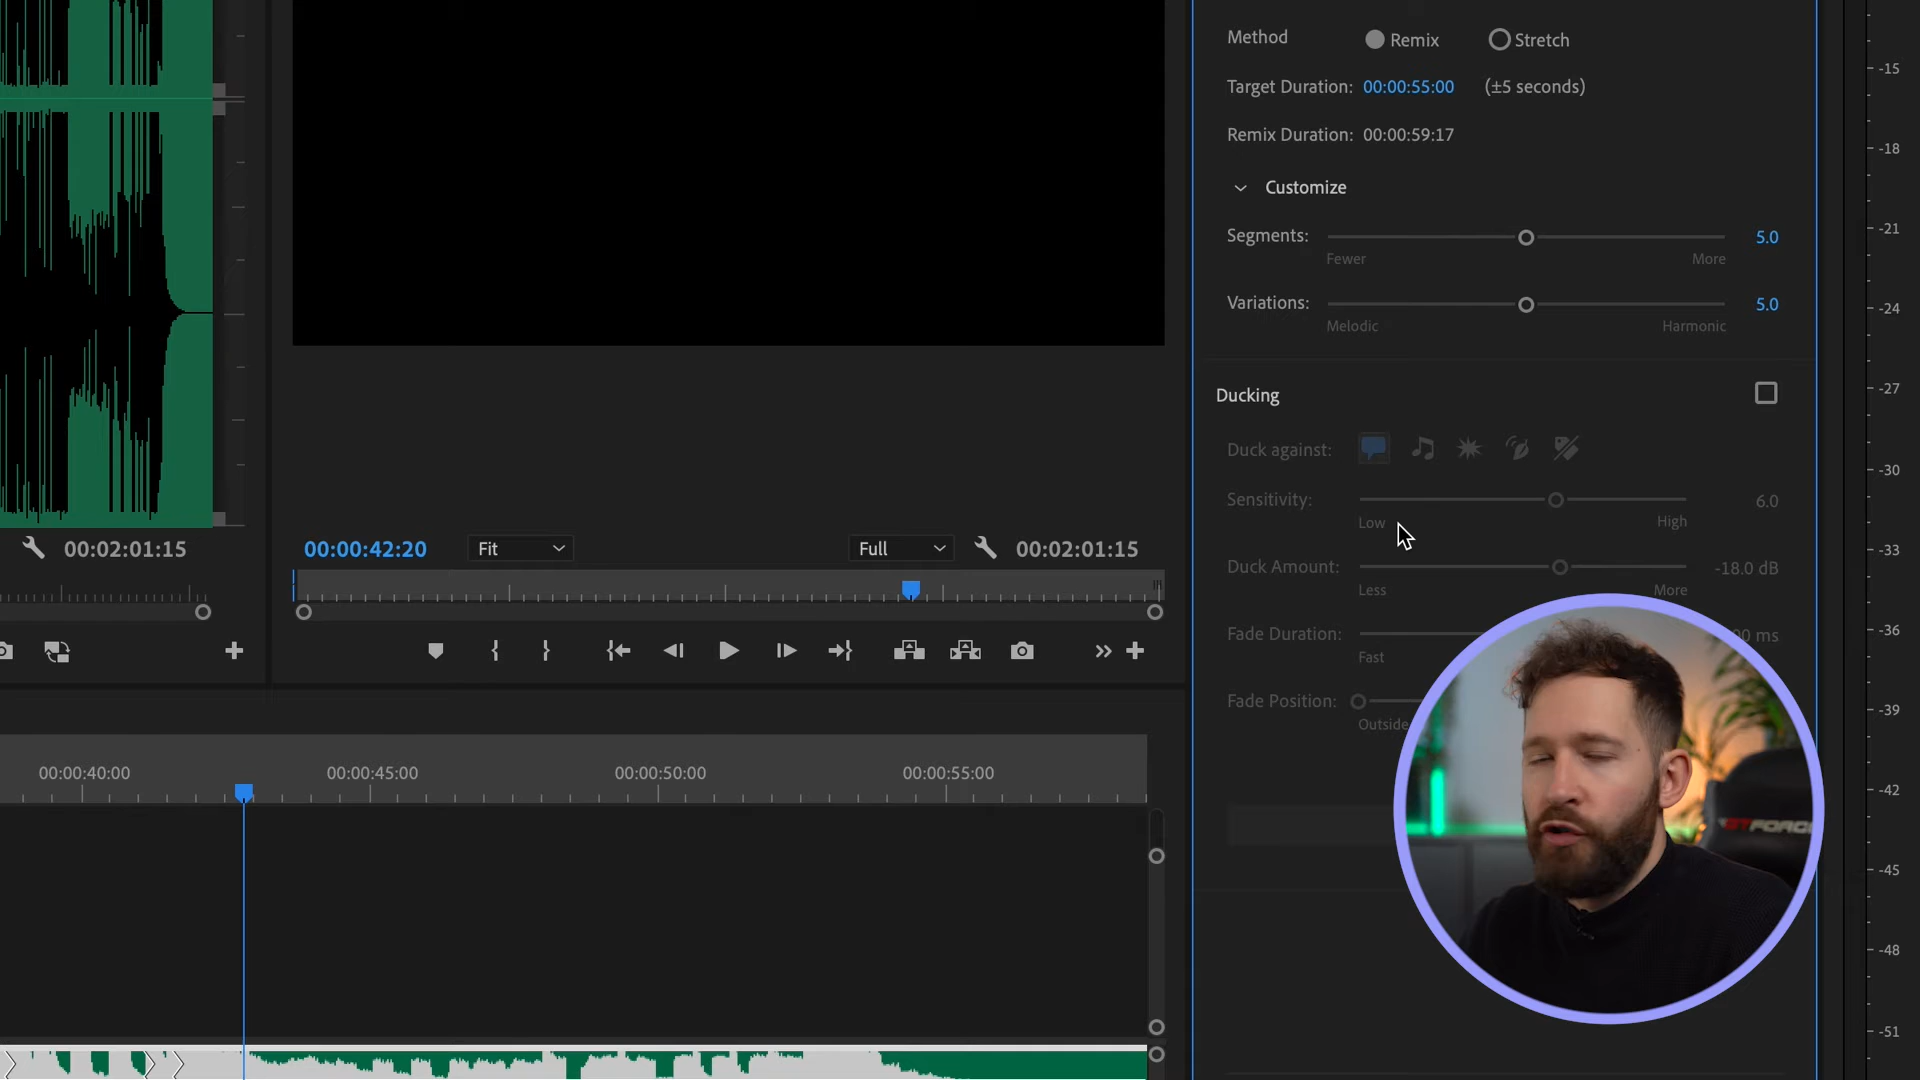 Method Remix Stretch
Target Duration: 00:00:55:00 (±5 seconds)
Remix Duration: 00:00:59:17
Customize
Segments: 5.0
Fewer More
Variations: 5.0
Melodic Harmonic
Ducking
Duck against:
Sensitivity: 6.0
Low High
Duck Amount: -18.0 dB
Less More
Fade Duration: 00 ms
Fast
Fade Position:
Outside
00:02:01:15
00:00:42:20 Fit Full 00:02:01:15
00:00:40:00 00:00:45:00 00:00:50:00 00:00:55:00
-15
-18
-21
-24
-27
-30
-33
-36
-39
-42
-45
-48
-51